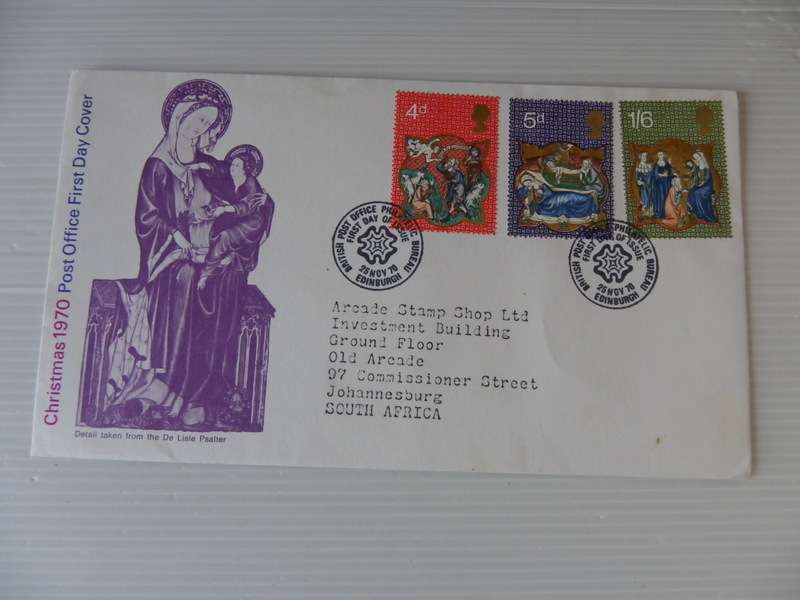 Christmas 1970 Post Office First Day Cover
Detail taken from the De Lisle Psalter
4d
5d
1/6
BRITISH POST OFFICE PHILATELIC BUREAU
FIRST DAY OF ISSUE
25 NOV 70
EDINBURGH
BRITISH POST OFFICE PHILATELIC BUREAU
FIRST DAY OF ISSUE
25 NOV 70
EDINBURGH
Arcade Stamp Shop Ltd
Investment Building
Ground Floor
Old Arcade
97 Commissioner Street
Johannesburg
SOUTH AFRICA